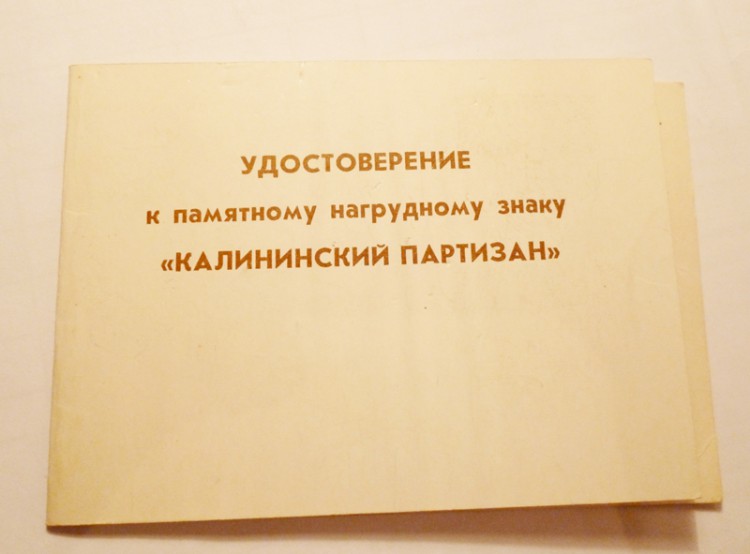 УДОСТОВЕРЕНИЕ
к памятному нагрудному знаку
«КАЛИНИНСКИЙ ПАРТИЗАН»